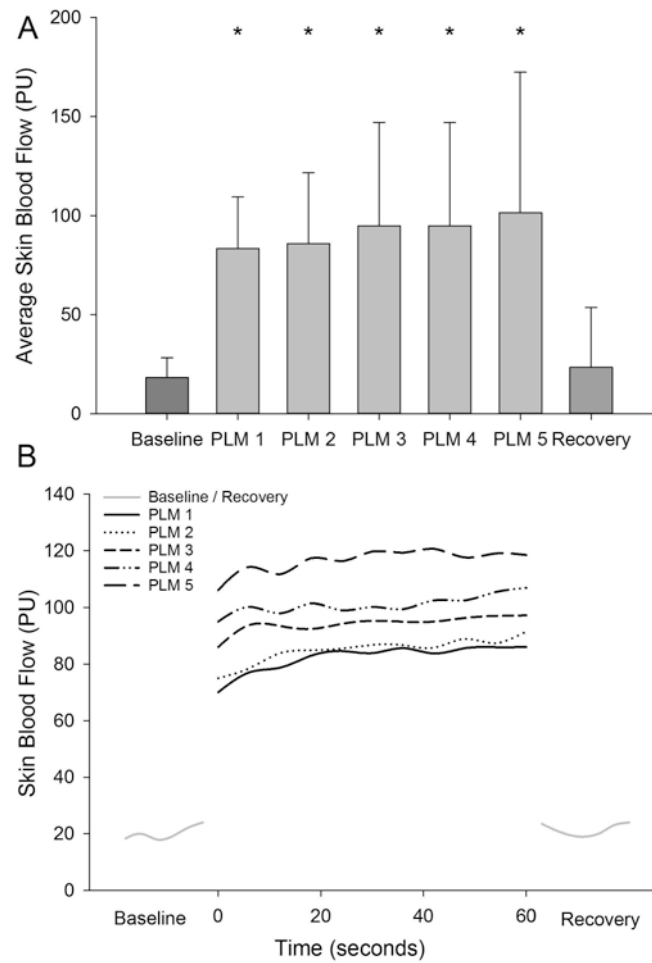 A
200
* * * * *
150
100
50
0
Average Skin Blood Flow (PU)
Baseline PLM 1 PLM 2 PLM 3 PLM 4 PLM 5 Recovery
B
140
120
100
80
60
40
20
0
Skin Blood Flow (PU)
Baseline / Recovery
PLM 1
PLM 2
PLM 3
PLM 4
PLM 5
Baseline 0 20 40 60 Recovery
Time (seconds)